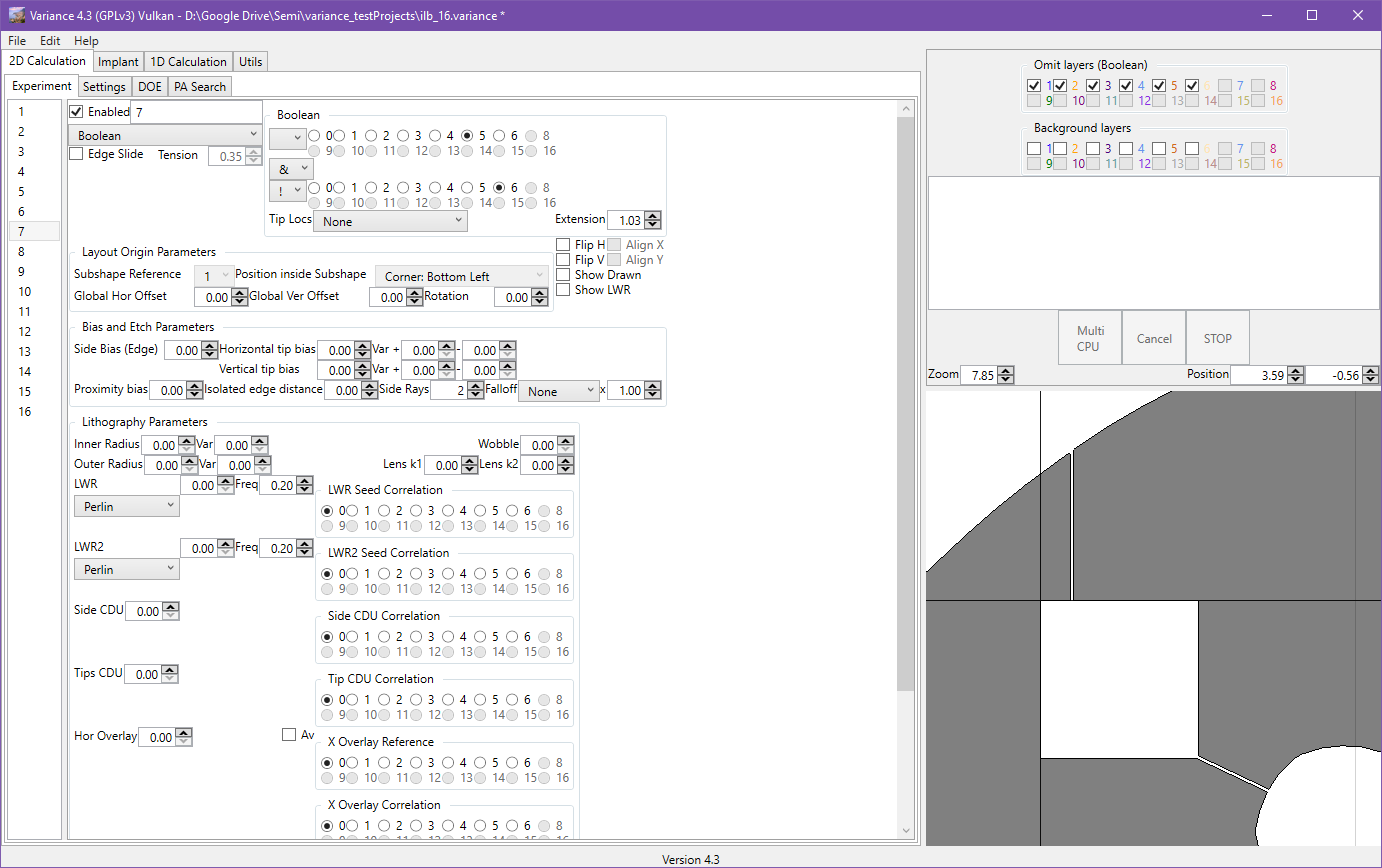 Variance 4.3 (GPLv3) Vulkan - D:\Google Drive\Semi\variance_testProjects\ilb_16.variance *
File Edit Help
2D Calculation Implant 1D Calculation Utils
Experiment Settings DOE PA Search
1
2
3
4
5
6
7
8
9
10
11
12
13
14
15
16
Enabled 7
Boolean
Edge Slide Tension 0.35
Boolean
0 1 2 3 4 5 6 8
9 10 11 12 13 14 15 16
&
! 0 1 2 3 4 5 6 8
9 10 11 12 13 14 15 16
Tip Locs None Extension 1.03
Layout Origin Parameters
Subshape Reference 1 Position inside Subshape Corner: Bottom Left
Global Hor Offset 0.00 Global Ver Offset 0.00 Rotation 0.00
Flip H Align X
Flip V Align Y
Show Drawn
Show LWR
Bias and Etch Parameters
Side Bias (Edge) 0.00 Horizontal tip bias 0.00 Var + 0.00 - 0.00
Vertical tip bias 0.00 Var + 0.00 - 0.00
Proximity bias 0.00 Isolated edge distance 0.00 Side Rays 2 Falloff None x 1.00
Lithography Parameters
Inner Radius 0.00 Var 0.00 Wobble 0.00
Outer Radius 0.00 Var 0.00 Lens k1 0.00 Lens k2 0.00
LWR 0.00 Freq 0.20
Perlin
LWR Seed Correlation
0 1 2 3 4 5 6 8
9 10 11 12 13 14 15 16
LWR2 0.00 Freq 0.20
Perlin
LWR2 Seed Correlation
0 1 2 3 4 5 6 8
9 10 11 12 13 14 15 16
Side CDU 0.00
Side CDU Correlation
0 1 2 3 4 5 6 8
9 10 11 12 13 14 15 16
Tips CDU 0.00
Tip CDU Correlation
0 1 2 3 4 5 6 8
9 10 11 12 13 14 15 16
Hor Overlay 0.00 Av
X Overlay Reference
0 1 2 3 4 5 6 8
9 10 11 12 13 14 15 16
X Overlay Correlation
0 1 2 3 4 5 6 8
Omit layers (Boolean)
1 2 3 4 5 6 7 8
9 10 11 12 13 14 15 16
Background layers
1 2 3 4 5 6 7 8
9 10 11 12 13 14 15 16
Multi
CPU
Cancel
STOP
Zoom 7.85 Position 3.59 -0.56
Version 4.3